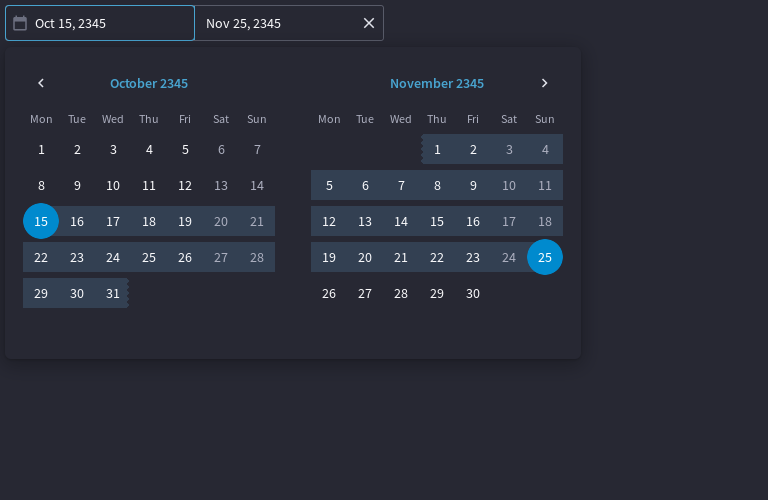 Oct 15, 2345 Nov 25, 2345
October 2345
Mon Tue Wed Thu Fri Sat Sun
1 2 3 4 5 6 7
8 9 10 11 12 13 14
15 16 17 18 19 20 21
22 23 24 25 26 27 28
29 30 31
November 2345
Mon Tue Wed Thu Fri Sat Sun
1 2 3 4
5 6 7 8 9 10 11
12 13 14 15 16 17 18
19 20 21 22 23 24 25
26 27 28 29 30